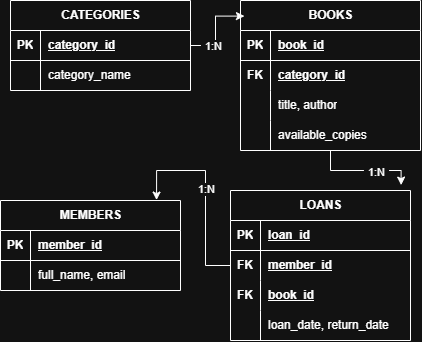 CATEGORIES
PK category_id
category_name
1:N
BOOKS
PK book_id
FK category_id
title, author
available_copies
1:N
1:N
MEMBERS
PK member_id
full_name, email
LOANS
PK loan_id
FK member_id
FK book_id
loan_date, return_date